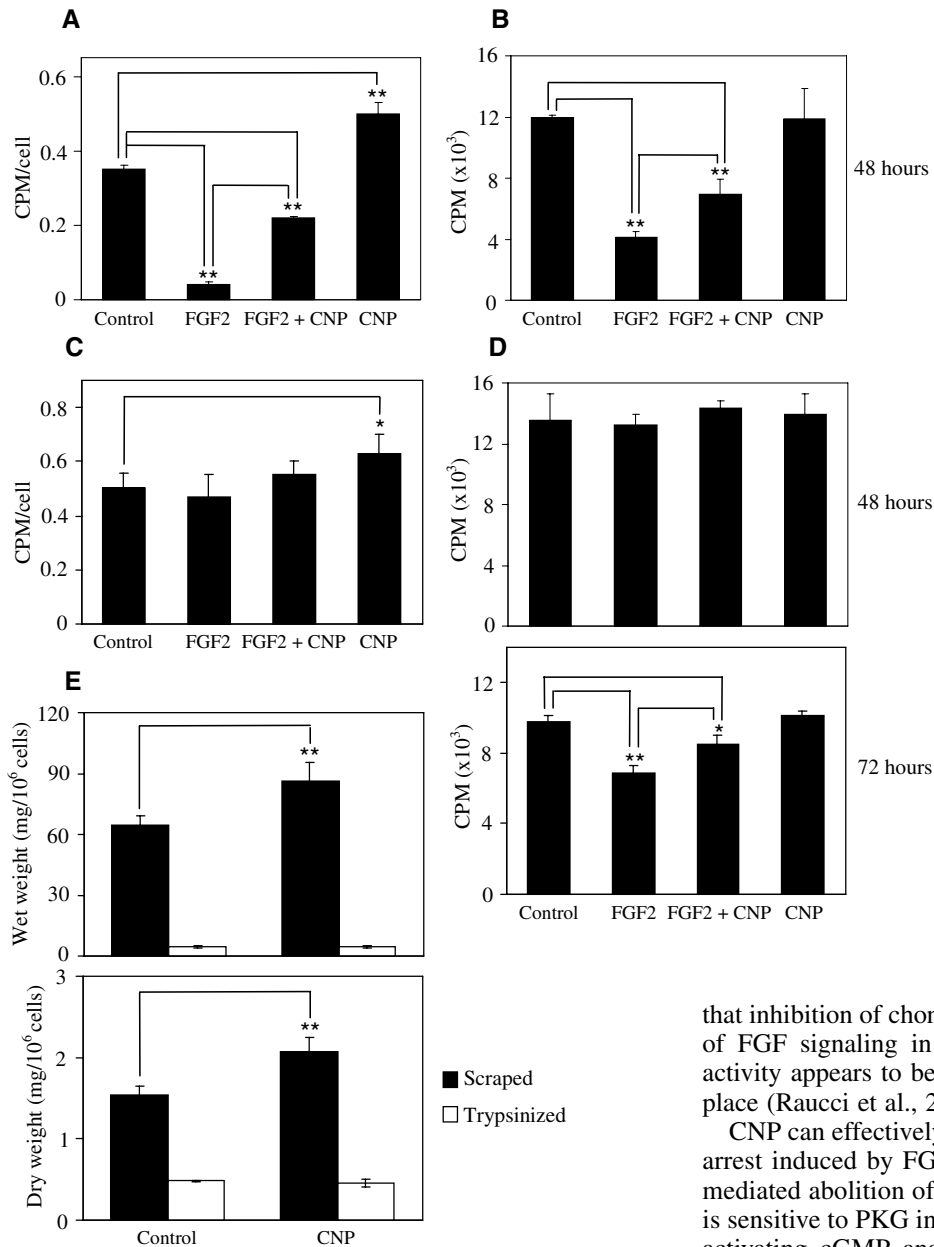 A
0.6
0.4
0.2
0
CPM/cell
**
**
**
Control FGF2 FGF2 + CNP CNP
B
16
12
8
4
0
CPM (x10³)
**
**
Control FGF2 FGF2 + CNP CNP
48 hours
C
0.8
0.6
0.4
0.2
0
CPM/cell
*
Control FGF2 FGF2 + CNP CNP
D
16
12
8
4
0
CPM (x10³)
48 hours
12
8
4
0
CPM (x10³)
**
*
Control FGF2 FGF2 + CNP CNP
72 hours
E
120
90
60
30
0
Wet weight (mg/10⁶ cells)
**
3
2
1
0
Dry weight (mg/10⁶ cells)
**
Control CNP
Scraped
Trypsinized
that inhibition of
of FGF signaling in
activity appears to be
place (Raucci et al.,
CNP can effectively
arrest induced by
mediated abolition of
is sensitive to PKG
activating cGMP and